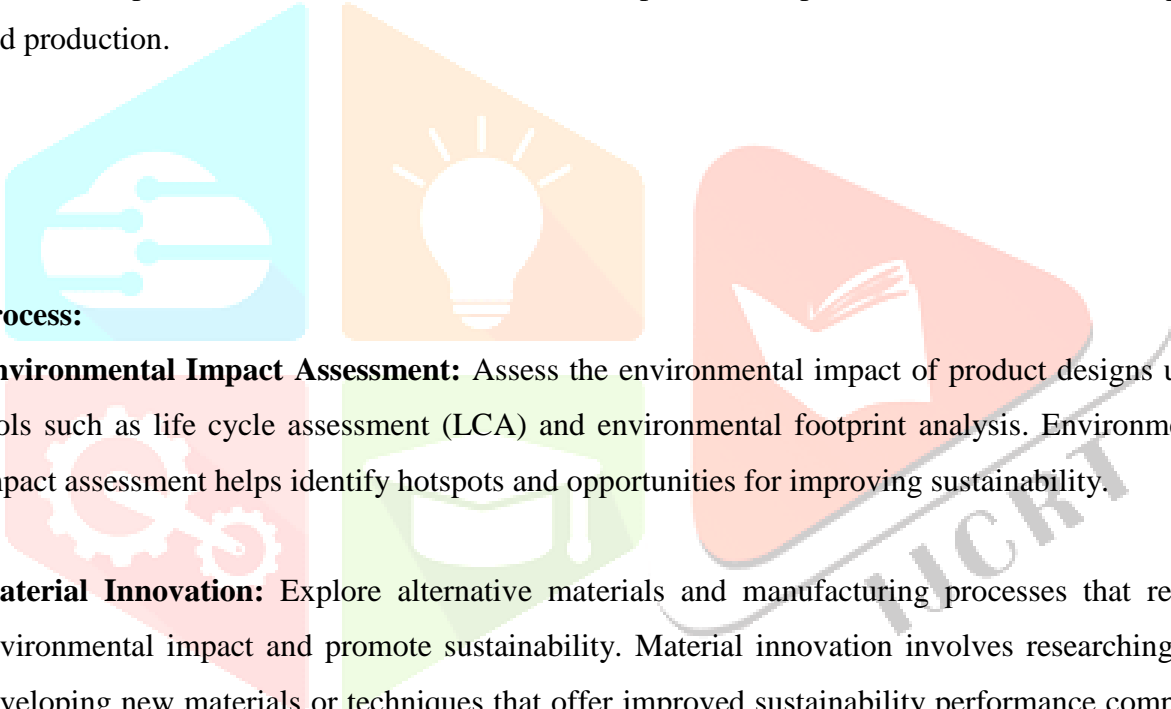 d production.
rocess:
nvironmental Impact Assessment: Assess the environmental impact of product designs u
ols such as life cycle assessment (LCA) and environmental footprint analysis. Environme
pact assessment helps identify hotspots and opportunities for improving sustainability.
aterial Innovation: Explore alternative materials and manufacturing processes that re
vironmental impact and promote sustainability. Material innovation involves researching
veloping new materials or techniques that offer improved sustainability performance comp
IJCRT